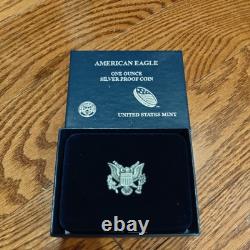 AMERICAN EAGLE
ONE OUNCE
SILVER PROOF COIN
UNITED STATES MINT